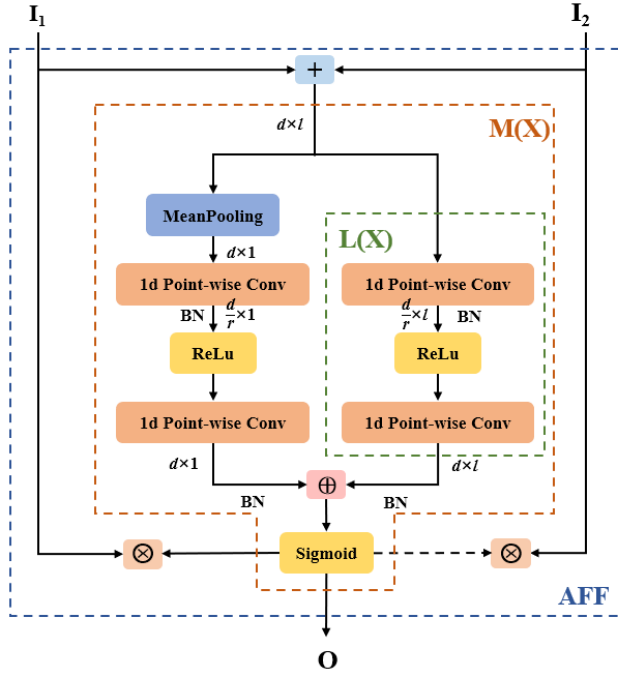 I1 I2
+
d×l
M(X)
MeanPooling
L(X)
d×1
1d Point-wise Conv 1d Point-wise Conv
BN d/r×1 d/r×l BN
ReLu ReLu
1d Point-wise Conv 1d Point-wise Conv
d×1 d×l
⊕
BN BN
⊗ Sigmoid ⊗
AFF
O